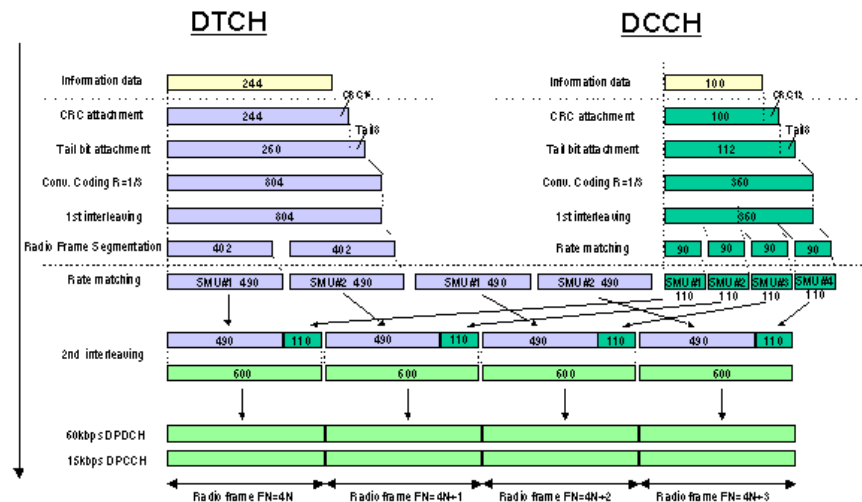 DTCH DCCH
Information data 244 Information data 100
CRC16 CRC12
CRC attachment 244 CRC attachment 100
Tail8 Tail8
Tail bit attachment 260 Tail bit attachment 112
Conv. Coding R=1/3 804 Conv. Coding R=1/3 360
1st interleaving 804 1st interleaving 360
Radio Frame Segmentation 402 402 Rate matching 90 90 90 90
Rate matching SMU#1 490 SMU#2 490 SMU#1 490 SMU#2 490 SMU#1 SMU#2 SMU#3 SMU#4
110 110 110 110
2nd interleaving 490 110 490 110 490 110 490 110
600 600 600 600
60kbps DPDCH
15kbps DPCCH
Radio frame FN=4N Radio frame FN=4N+1 Radio frame FN=4N+2 Radio frame FN=4N+3